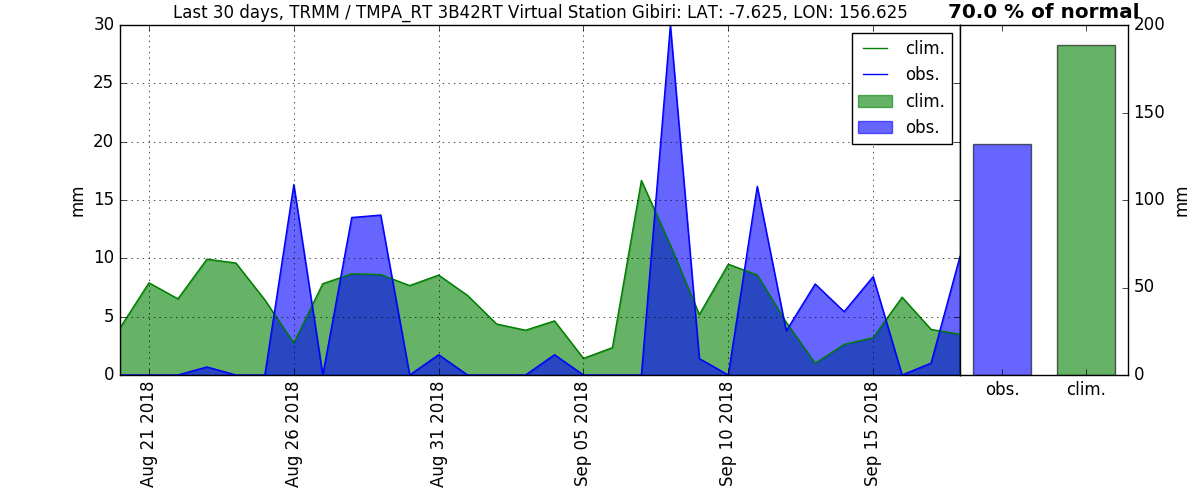 Last 30 days, TRMM / TMPA_RT 3B42RT Virtual Station Gibiri: LAT: -7.625, LON: 156.625
70.0 % of normal
30
25
20
15
10
5
0
mm
clim.
obs.
clim.
obs.
200
150
100
50
0
mm
obs.
clim.
Aug 21 2018
Aug 26 2018
Aug 31 2018
Sep 05 2018
Sep 10 2018
Sep 15 2018